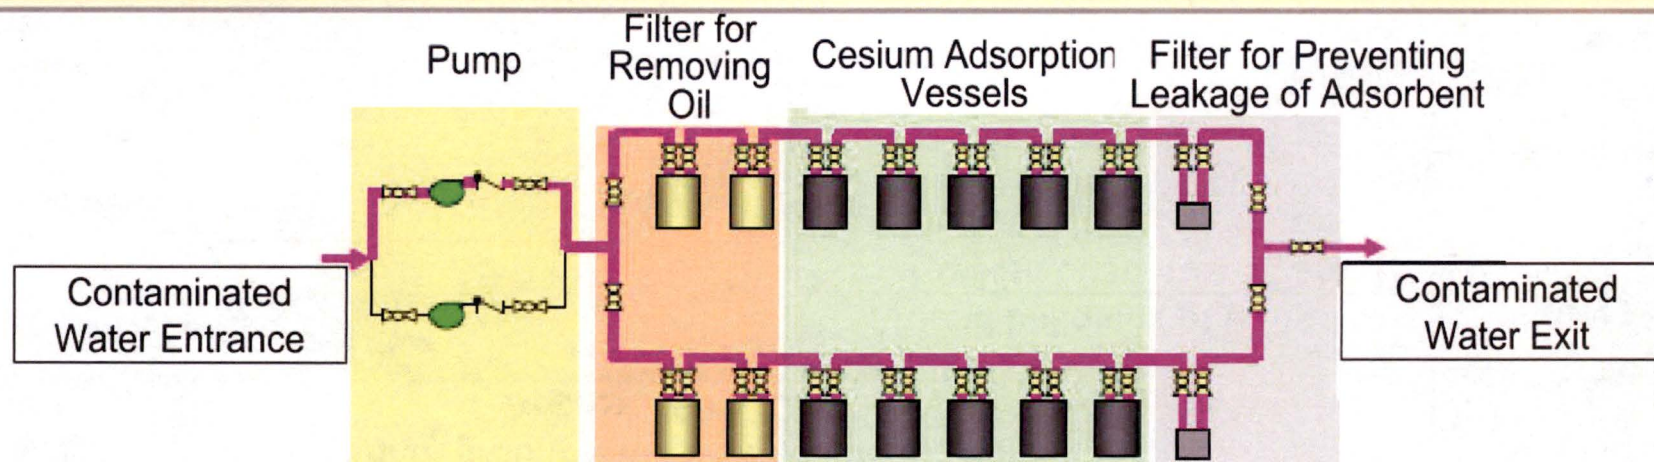 Pump
Filter for
Removing
Oil
Cesium Adsorption
Vessels
Filter for Preventing
Leakage of Adsorbent
Contaminated
Water Entrance
Contaminated
Water Exit